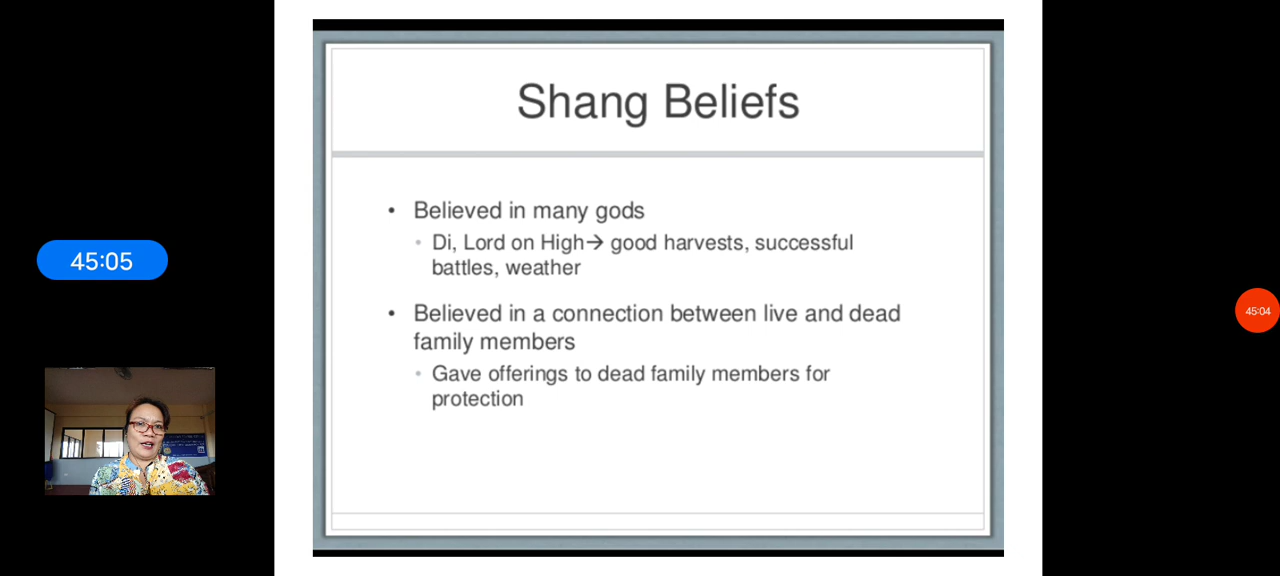 Shang Beliefs
• Believed in many gods
• Di, Lord on High→ good harvests, successful
battles, weather
• Believed in a connection between live and dead
family members
• Gave offerings to dead family members for
protection
45:05
45:04